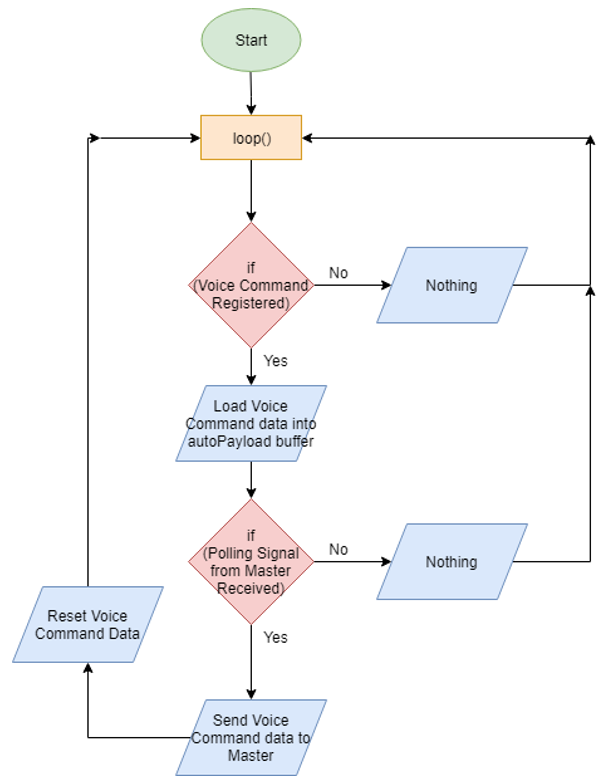 Start
loop()
if
(Voice Command
Registered)
No
Nothing
Yes
Load Voice
Command data into
autoPayload buffer
if
(Polling Signal
from Master
Received)
No
Nothing
Yes
Reset Voice
Command Data
Send Voice
Command data to
Master